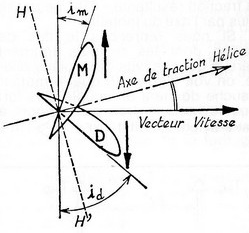 H
i m
M
Axe de traction Hélice
Vecteur Vitesse
D
i d
H'